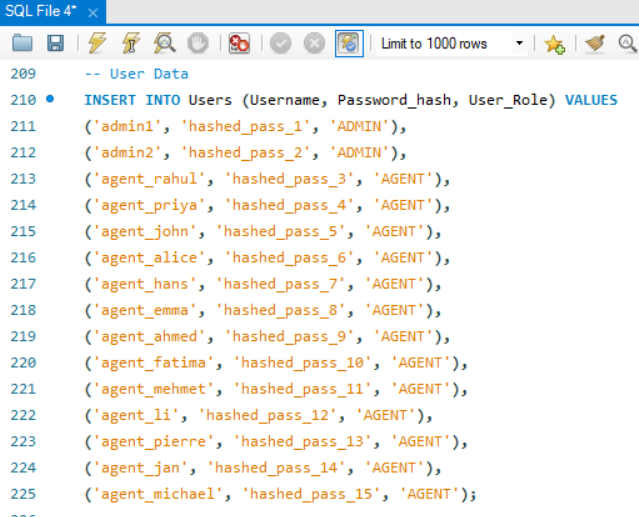 SQL File 4*
Limit to 1000 rows
209 -- User Data
210 INSERT INTO Users (Username, Password_hash, User_Role) VALUES
211 ('admin1', 'hashed_pass_1', 'ADMIN'),
212 ('admin2', 'hashed_pass_2', 'ADMIN'),
213 ('agent_rahul', 'hashed_pass_3', 'AGENT'),
214 ('agent_priya', 'hashed_pass_4', 'AGENT'),
215 ('agent_john', 'hashed_pass_5', 'AGENT'),
216 ('agent_alice', 'hashed_pass_6', 'AGENT'),
217 ('agent_hans', 'hashed_pass_7', 'AGENT'),
218 ('agent_emma', 'hashed_pass_8', 'AGENT'),
219 ('agent_ahmed', 'hashed_pass_9', 'AGENT'),
220 ('agent_fatima', 'hashed_pass_10', 'AGENT'),
221 ('agent_mehmet', 'hashed_pass_11', 'AGENT'),
222 ('agent_li', 'hashed_pass_12', 'AGENT'),
223 ('agent_pierre', 'hashed_pass_13', 'AGENT'),
224 ('agent_jan', 'hashed_pass_14', 'AGENT'),
225 ('agent_michael', 'hashed_pass_15', 'AGENT');